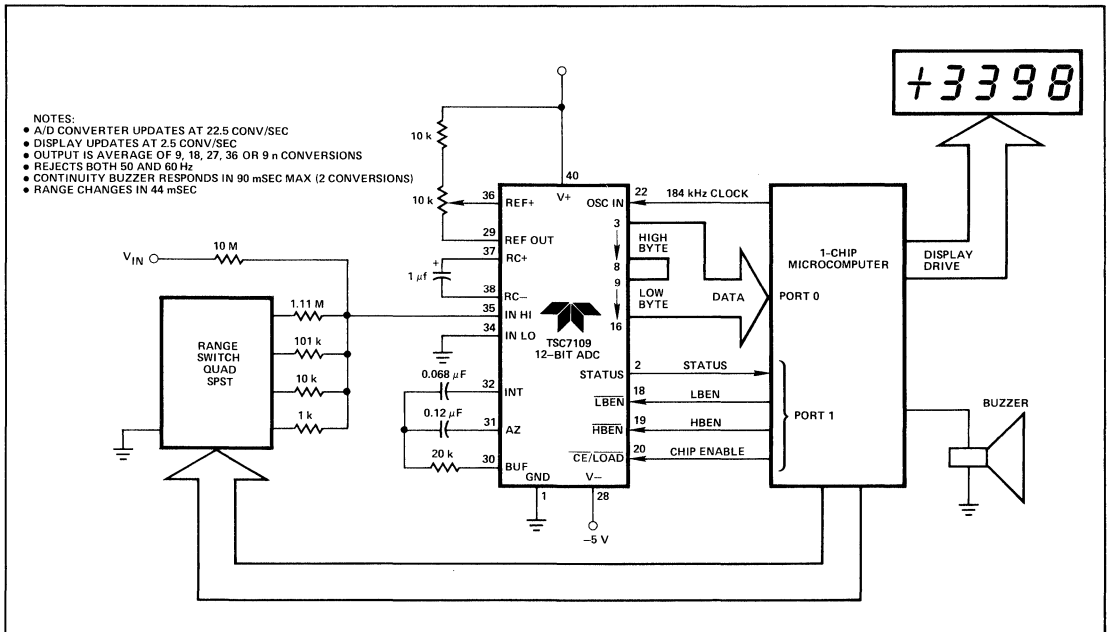 +3398
NOTES:
• A/D CONVERTER UPDATES AT 22.5 CONV/SEC
• DISPLAY UPDATES AT 2.5 CONV/SEC
• OUTPUT IS AVERAGE OF 9, 18, 27, 36 OR 9 n CONVERSIONS
• REJECTS BOTH 50 AND 60 Hz
• CONTINUITY BUZZER RESPONDS IN 90 mSEC MAX (2 CONVERSIONS)
• RANGE CHANGES IN 44 mSEC
VIN
10 M
RANGE
SWITCH
QUAD
SPST
1.11 M
101 k
10 k
1 k
10 k
10 k
1 μf
+
0.068 μF
0.12 μF
20 k
40
V+
36
REF+
29
REF OUT
37
RC+
38
RC–
35
IN HI
34
IN LO
32
INT
31
AZ
30
BUF
GND
1
V–
28
–5 V
TSC7109
12–BIT ADC
OSC IN
22
184 kHz CLOCK
3
HIGH
BYTE
8
9
LOW
BYTE
16
DATA
STATUS
2
STATUS
LBEN
18
LBEN
HBEN
19
HBEN
CE/LOAD
20
CHIP ENABLE
1-CHIP
MICROCOMPUTER
PORT 0
PORT 1
DISPLAY
DRIVE
BUZZER